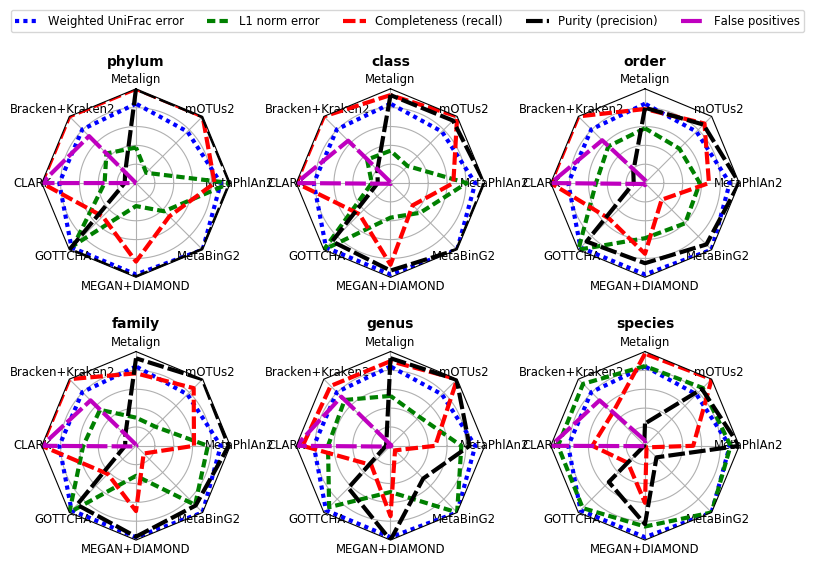 Weighted UniFrac error L1 norm error Completeness (recall) Purity (precision) False positives
phylum class order
Metalign Metalign Metalign
Bracken+Kraken2 mOTUs2 Bracken+Kraken2 mOTUs2 Bracken+Kraken2 mOTUs2
CLARK MetaPhlAn2 CLARK MetaPhlAn2 CLARK MetaPhlAn2
GOTTCHA MetaBinG2 GOTTCHA MetaBinG2 GOTTCHA MetaBinG2
MEGAN+DIAMOND MEGAN+DIAMOND MEGAN+DIAMOND
family genus species
Metalign Metalign Metalign
Bracken+Kraken2 mOTUs2 Bracken+Kraken2 mOTUs2 Bracken+Kraken2 mOTUs2
CLARK MetaPhlAn2 CLARK MetaPhlAn2 CLARK MetaPhlAn2
GOTTCHA MetaBinG2 GOTTCHA MetaBinG2 GOTTCHA MetaBinG2
MEGAN+DIAMOND MEGAN+DIAMOND MEGAN+DIAMOND